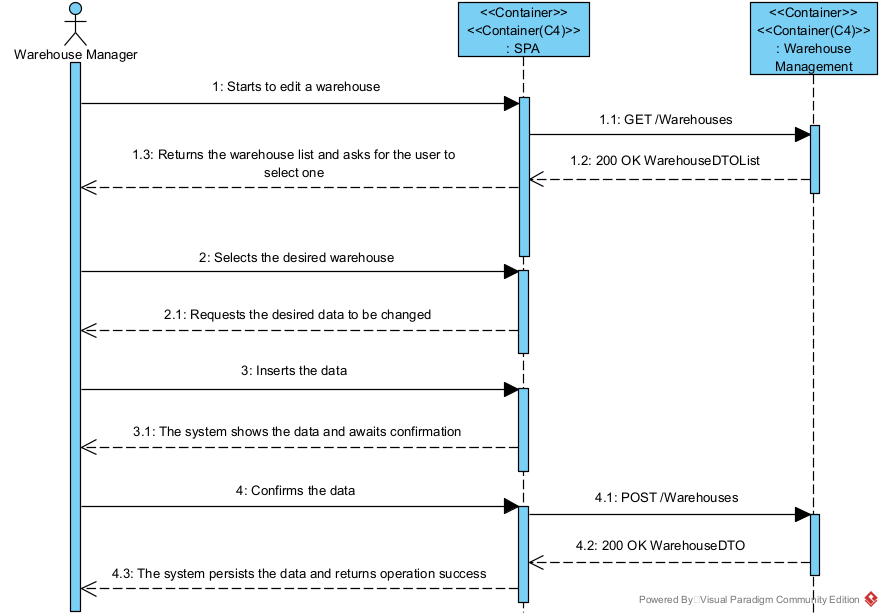 <<Container>>
<<Container(C4)>>
: SPA
<<Container>>
<<Container(C4)>>
: Warehouse
Management
Warehouse Manager
1: Starts to edit a warehouse
1.1: GET /Warehouses
1.2: 200 OK WarehouseDTOList
1.3: Returns the warehouse list and asks for the user to
select one
2: Selects the desired warehouse
2.1: Requests the desired data to be changed
3: Inserts the data
3.1: The system shows the data and awaits confirmation
4: Confirms the data
4.1: POST /Warehouses
4.2: 200 OK WarehouseDTO
4.3: The system persists the data and returns operation success
Powered By Visual Paradigm Community Edition